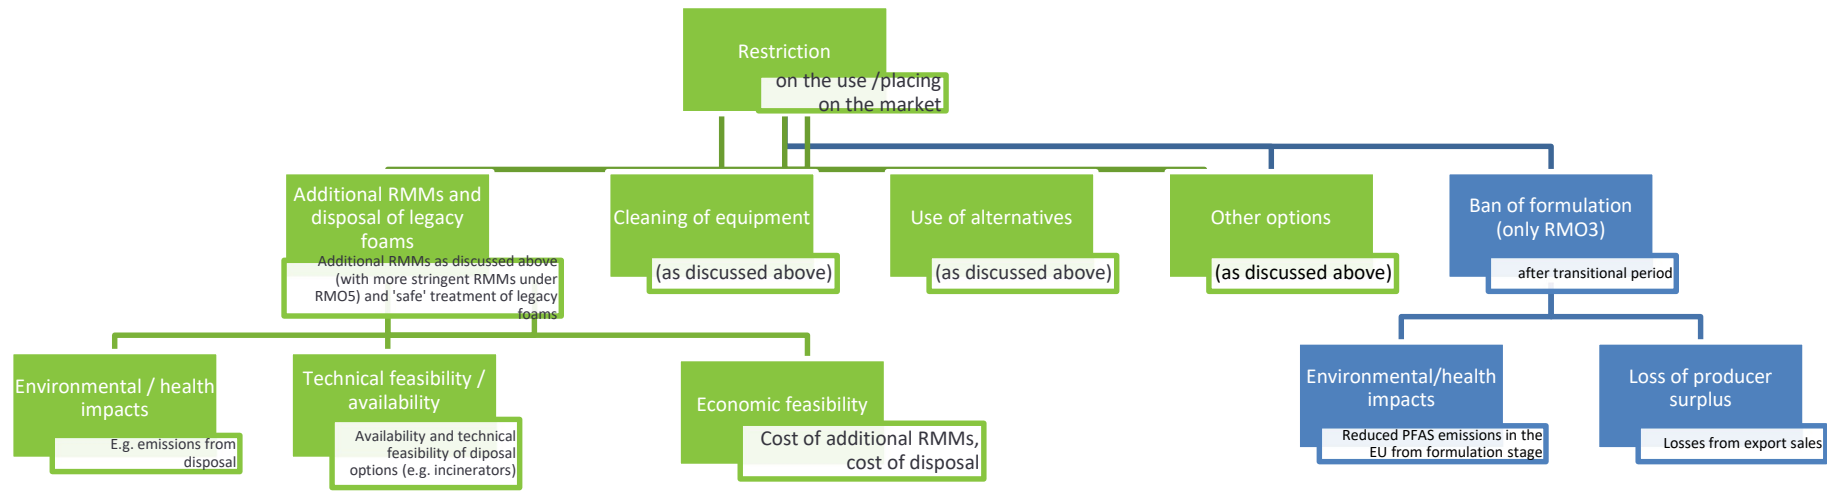 Restriction
on the use /placing
on the market
Additional RMMs and
disposal of legacy
foams
Additional RMMs as discussed above
(with more stringent RMMs under
RMO5) and 'safe' treatment of legacy
foams
Cleaning of equipment
(as discussed above)
Use of alternatives
(as discussed above)
Other options
(as discussed above)
Ban of formulation
(only RMO3)
after transitional period
Environmental / health
impacts
E.g. emissions from
disposal
Technical feasibility /
availability
Availability and technical
feasibility of diposal
options (e.g. incinerators)
Economic feasibility
Cost of additional RMMs,
cost of disposal
Environmental/health
impacts
Reduced PFAS emissions in the
EU from formulation stage
Loss of producer
surplus
Losses from export sales